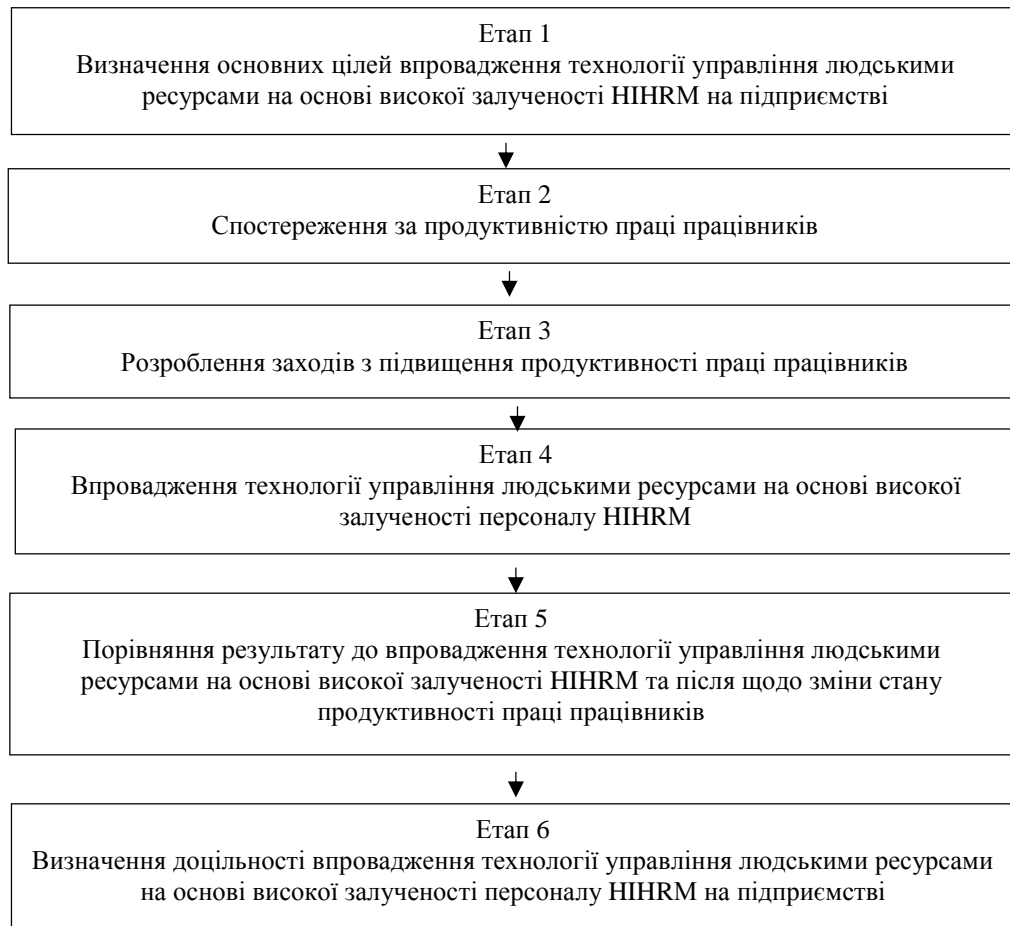 Етап 1
Визначення основних цілей впровадження технології управління людськими
ресурсами на основі високої залученості HIHRM на підприємстві
Етап 2
Спостереження за продуктивністю праці працівників
Етап 3
Розроблення заходів з підвищення продуктивності праці працівників
Етап 4
Впровадження технології управління людськими ресурсами на основі високої
залученості персоналу HIHRM
Етап 5
Порівняння результату до впровадження технології управління людськими
ресурсами на основі високої залученості HIHRM та після щодо зміни стану
продуктивності праці працівників
Етап 6
Визначення доцільності впровадження технології управління людськими ресурсами
на основі високої залученості персоналу HIHRM на підприємстві